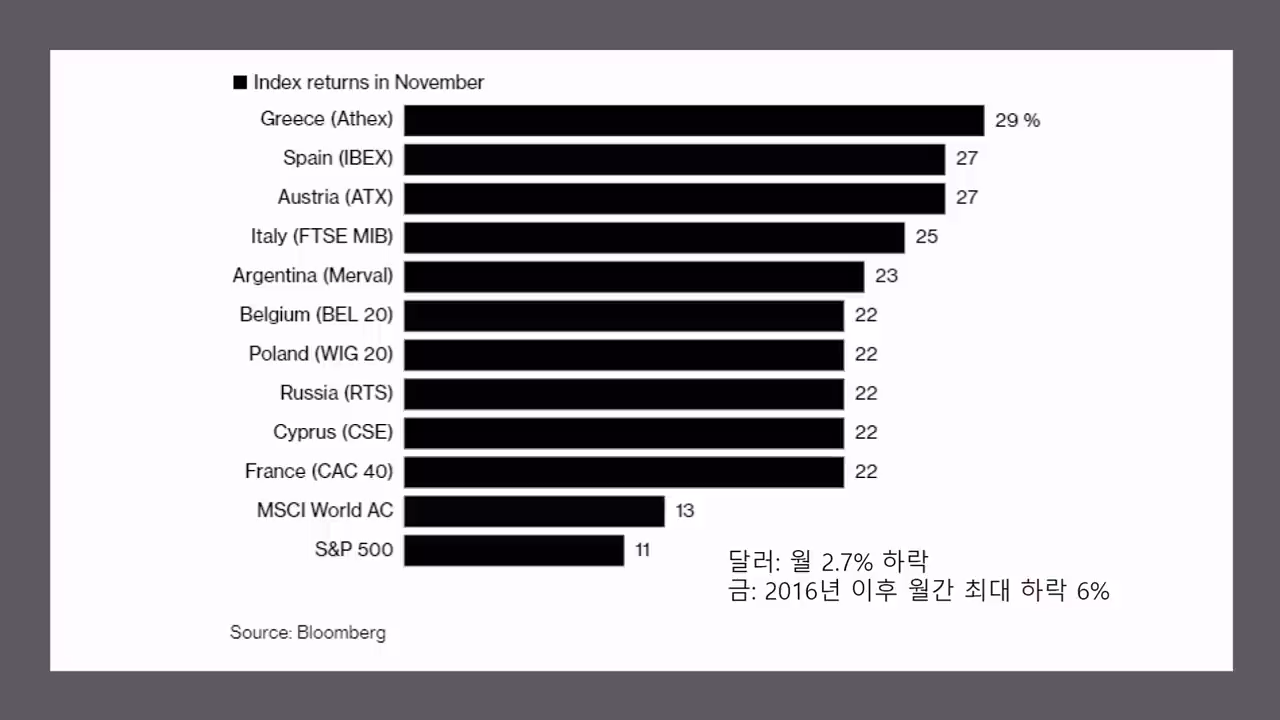 Index returns in November
Greece (Athex) 29 %
Spain (IBEX) 27
Austria (ATX) 27
Italy (FTSE MIB) 25
Argentina (Merval) 23
Belgium (BEL 20) 22
Poland (WIG 20) 22
Russia (RTS) 22
Cyprus (CSE) 22
France (CAC 40) 22
MSCI World AC 13
S&P 500 11
달러: 월 2.7% 하락
금: 2016년 이후 월간 최대 하락 6%
Source: Bloomberg